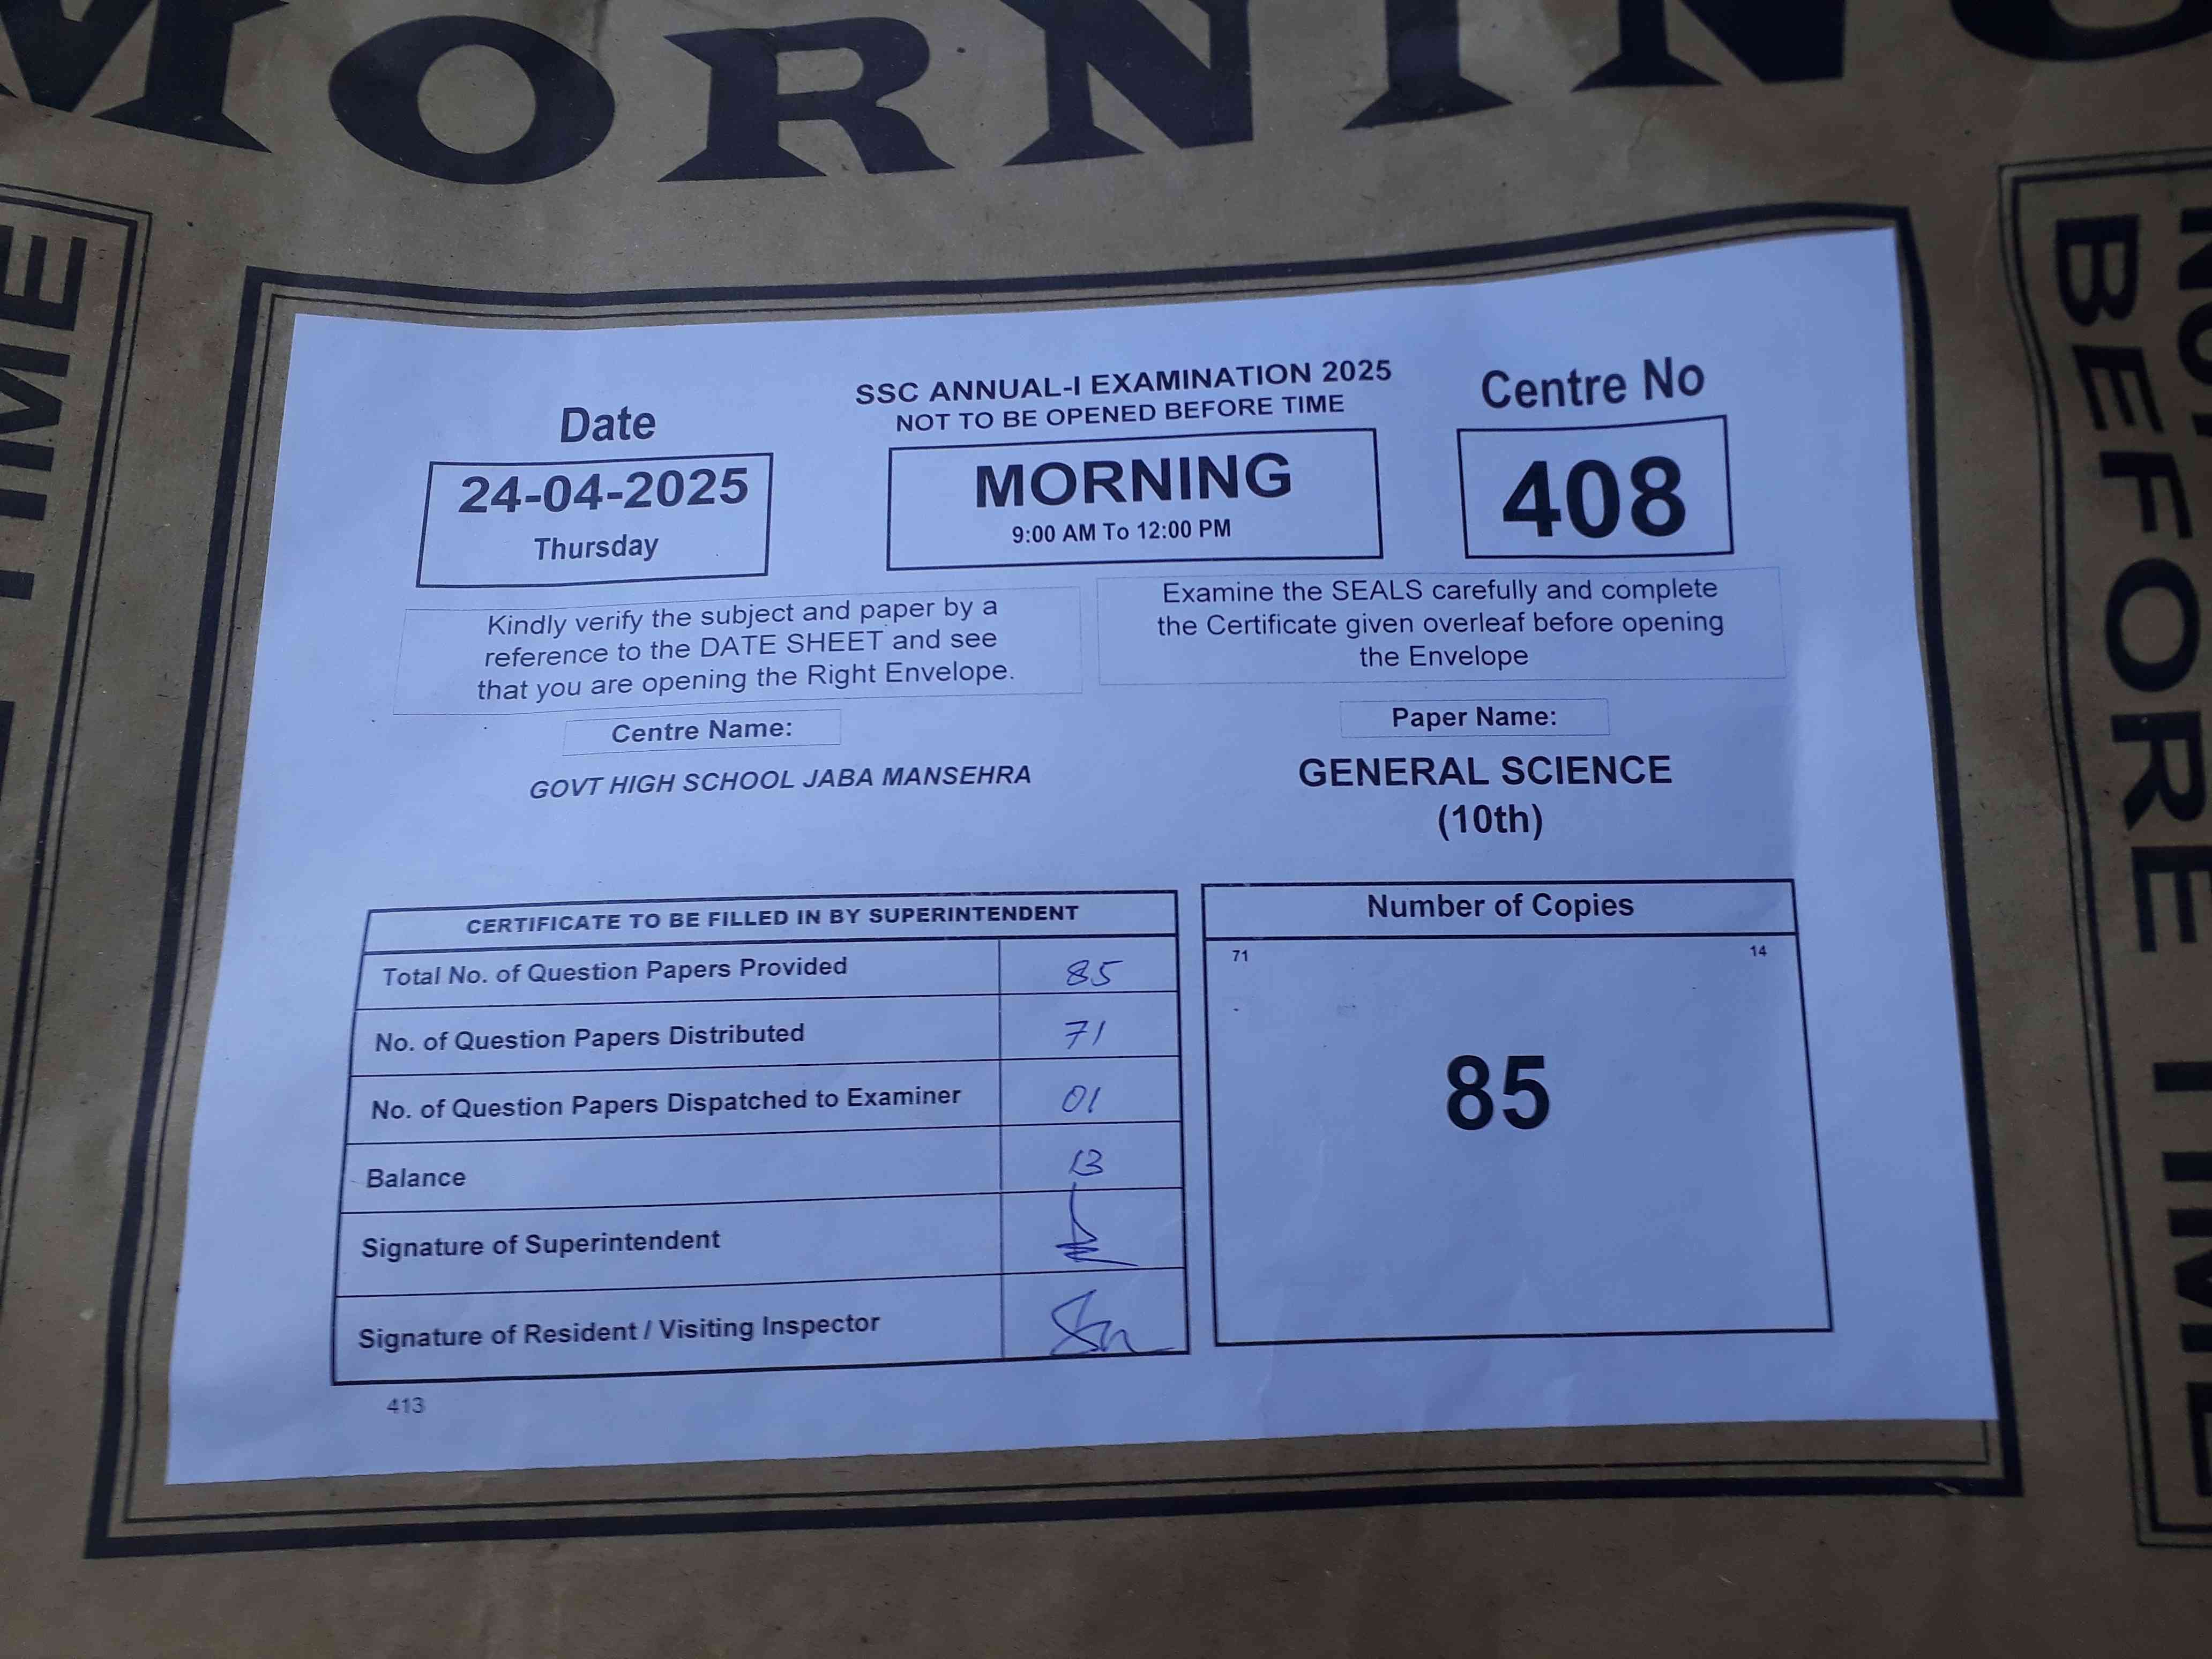 MORNING
TIME
NOT
BEFORE TIME
SSC ANNUAL-I EXAMINATION 2025
NOT TO BE OPENED BEFORE TIME
Date
24-04-2025
Thursday
MORNING
9:00 AM To 12:00 PM
Centre No
408
Kindly verify the subject and paper by a
reference to the DATE SHEET and see
that you are opening the Right Envelope.
Examine the SEALS carefully and complete
the Certificate given overleaf before opening
the Envelope
Centre Name:
GOVT HIGH SCHOOL JABA MANSEHRA
Paper Name:
GENERAL SCIENCE
(10th)
CERTIFICATE TO BE FILLED IN BY SUPERINTENDENT
Total No. of Question Papers Provided 85
No. of Question Papers Distributed 71
No. of Question Papers Dispatched to Examiner 01
Balance 13
Signature of Superintendent
Signature of Resident / Visiting Inspector
413
Number of Copies
71 14
85